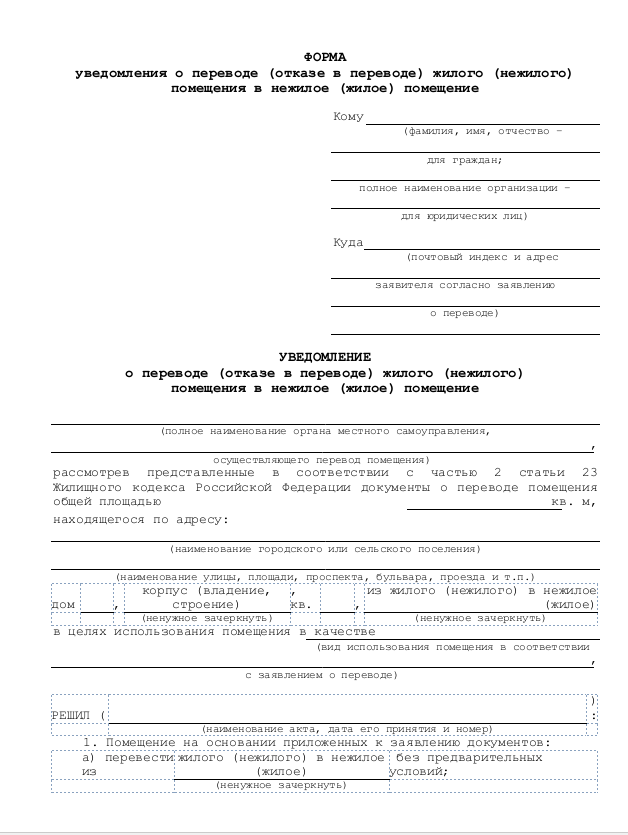 ФОРМА
уведомления о переводе (отказе в переводе) жилого (нежилого)
помещения в нежилое (жилое) помещение
Кому
(фамилия, имя, отчество –
для граждан;
полное наименование организации –
для юридических лиц)
Куда
(почтовый индекс и адрес
заявителя согласно заявлению
о переводе)
УВЕДОМЛЕНИЕ
о переводе (отказе в переводе) жилого (нежилого)
помещения в нежилое (жилое) помещение
(полное наименование органа местного самоуправления,
,
осуществляющего перевод помещения)
рассмотрев представленные в соответствии с частью 2 статьи 23
Жилищного кодекса Российской Федерации документы о переводе помещения
общей площадью кв. м,
находящегося по адресу:
(наименование городского или сельского поселения)
(наименование улицы, площади, проспекта, бульвара, проезда и т.п.)
корпус (владение, , из жилого (нежилого) в нежилое
дом , строение) кв. , (жилое)
(ненужное зачеркнуть) (ненужное зачеркнуть)
в целях использования помещения в качестве
(вид использования помещения в соответствии
,
с заявлением о переводе)
)
РЕШИЛ ( :
(наименование акта, дата его принятия и номер)
1. Помещение на основании приложенных к заявлению документов:
а) перевести жилого (нежилого) в нежилое без предварительных
из (жилое) условий;
(ненужное зачеркнуть)